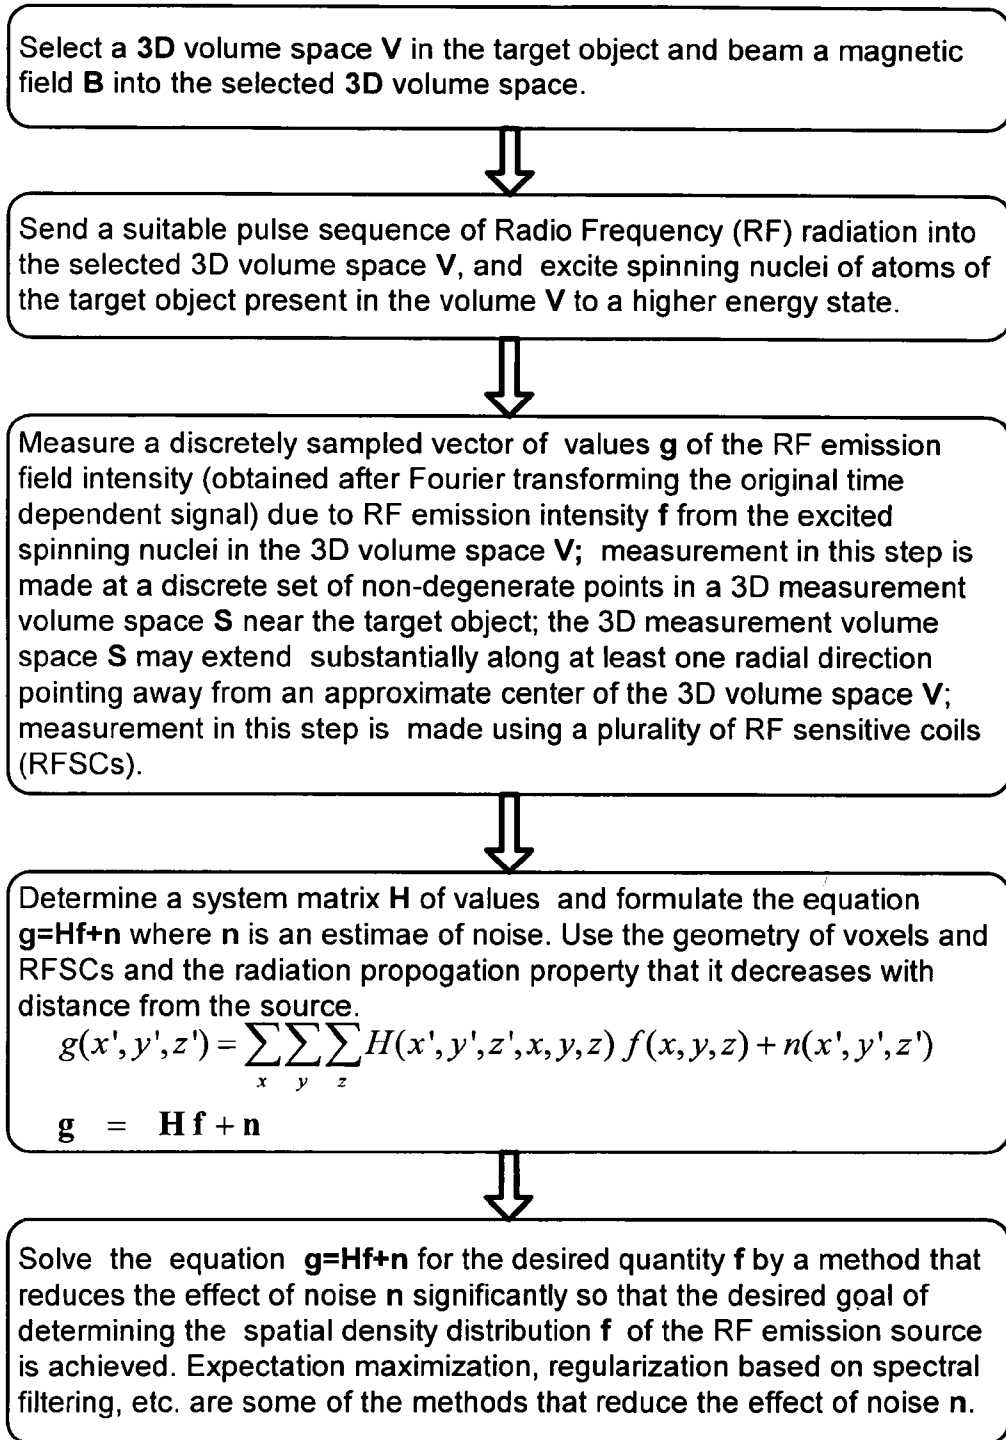 Select a 3D volume space V in the target object and beam a magnetic
field B into the selected 3D volume space.
Send a suitable pulse sequence of Radio Frequency (RF) radiation into
the selected 3D volume space V, and excite spinning nuclei of atoms of
the target object present in the volume V to a higher energy state.
Measure a discretely sampled vector of values g of the RF emission
field intensity (obtained after Fourier transforming the original time
dependent signal) due to RF emission intensity f from the excited
spinning nuclei in the 3D volume space V; measurement in this step is
made at a discrete set of non-degenerate points in a 3D measurement
volume space S near the target object; the 3D measurement volume
space S may extend substantially along at least one radial direction
pointing away from an approximate center of the 3D volume space V;
measurement in this step is made using a plurality of RF sensitive coils
(RFSCs).
Determine a system matrix H of values and formulate the equation
g=Hf+n where n is an estimae of noise. Use the geometry of voxels and
RFSCs and the radiation propogation property that it decreases with
distance from the source.
g(x',y',z') = ∑∑∑ H(x',y',z',x,y,z) f(x,y,z) + n(x',y',z')
x y z
g = H f + n
Solve the equation g=Hf+n for the desired quantity f by a method that
reduces the effect of noise n significantly so that the desired goal of
determining the spatial density distribution f of the RF emission source
is achieved. Expectation maximization, regularization based on spectral
filtering, etc. are some of the methods that reduce the effect of noise n.